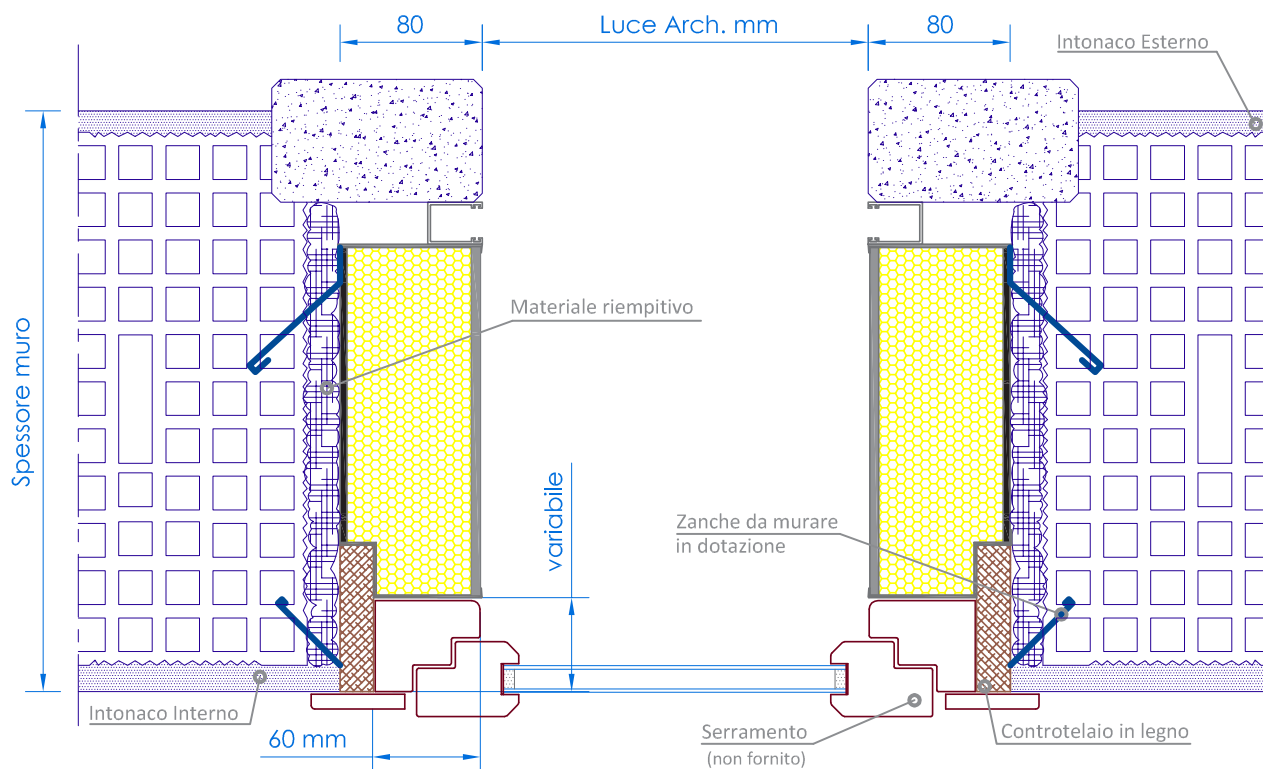 80
Luce Arch. mm
80
Intonaco Esterno
Materiale riempitivo
Spessore muro
variabile
Zanche da murare
in dotazione
Intonaco Interno
60 mm
Serramento
(non fornito)
Controtelaio in legno